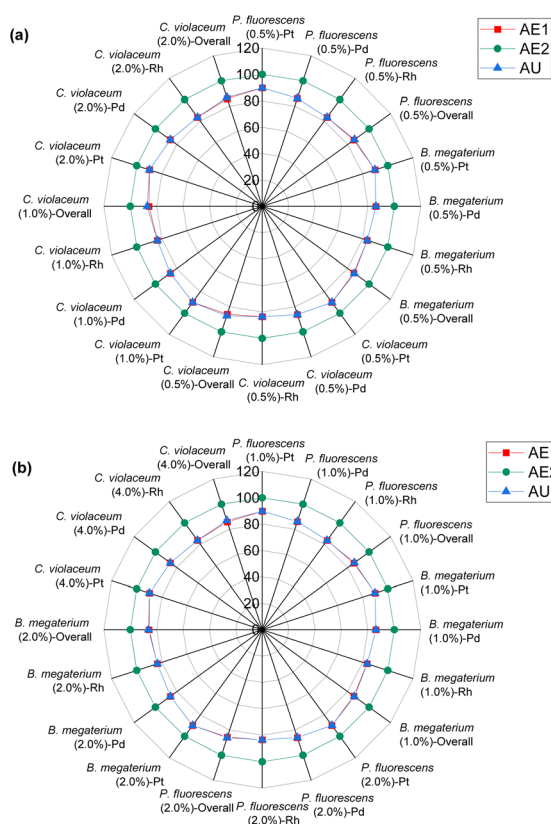 (a)
AE1
AE2
AU
P. fluorescens
(0.5%)-Pt
P. fluorescens
(0.5%)-Pd
P. fluorescens
(0.5%)-Rh
P. fluorescens
(0.5%)-Overall
B. megaterium
(0.5%)-Pt
B. megaterium
(0.5%)-Pd
B. megaterium
(0.5%)-Rh
B. megaterium
(0.5%)-Overall
C. violaceum
(0.5%)-Pt
C. violaceum
(0.5%)-Pd
C. violaceum
(0.5%)-Rh
C. violaceum
(0.5%)-Overall
C. violaceum
(1.0%)-Pt
C. violaceum
(1.0%)-Pd
C. violaceum
(1.0%)-Rh
C. violaceum
(1.0%)-Overall
C. violaceum
(2.0%)-Pt
C. violaceum
(2.0%)-Pd
C. violaceum
(2.0%)-Rh
C. violaceum
(2.0%)-Overall
120
100
80
60
40
20
0
(b)
AE
AE2
AU
P. fluorescens
(1.0%)-Pt
P. fluorescens
(1.0%)-Pd
P. fluorescens
(1.0%)-Rh
P. fluorescens
(1.0%)-Overall
B. megaterium
(1.0%)-Pt
B. megaterium
(1.0%)-Pd
B. megaterium
(1.0%)-Rh
B. megaterium
(1.0%)-Overall
P. fluorescens
(2.0%)-Pt
P. fluorescens
(2.0%)-Pd
P. fluorescens
(2.0%)-Rh
P. fluorescens
(2.0%)-Overall
B. megaterium
(2.0%)-Pt
B. megaterium
(2.0%)-Pd
B. megaterium
(2.0%)-Rh
B. megaterium
(2.0%)-Overall
C. violaceum
(4.0%)-Pt
C. violaceum
(4.0%)-Pd
C. violaceum
(4.0%)-Rh
C. violaceum
(4.0%)-Overall
120
100
80
60
40
20
0